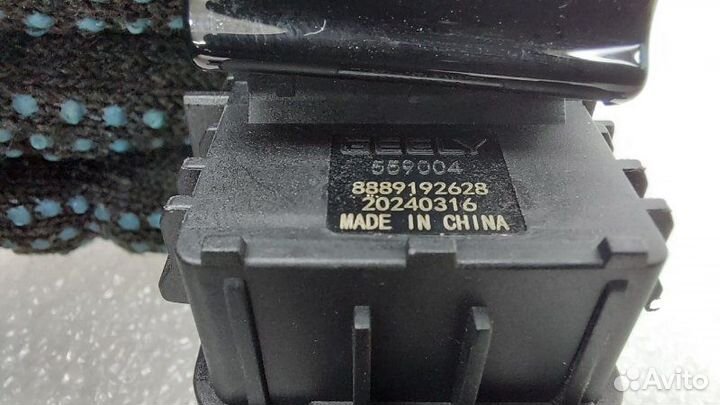 GEELY
559004
8889192628
20240316
MADE IN CHINA
Avito